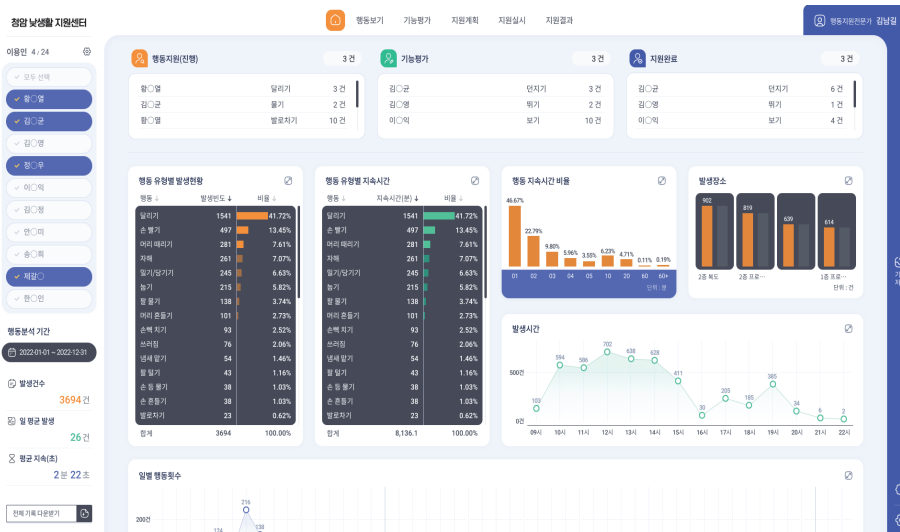 청암 낮생활 지원센터
행동보기 기능평가 지원계획 지원실시 지원결과
행동지원전문가 김남길
이용인 4 / 24
모두 선택
황○열
김○균
김○영
정○우
이○익
김○정
안○미
송○희
제갈○
한○인
행동분석 기간
2022-01-01 ~ 2022-12-31
발생건수
3694 건
일 평균 발생
26 건
평균 지속(초)
2 분 22 초
전체 기록 다운받기
행동지원(진행) 3 건
황○열 달리기 3 건
김○균 물기 2 건
황○열 발로차기 10 건
기능평가 3 건
김○균 던지기 3 건
김○영 뛰기 2 건
이○익 보기 10 건
지원완료 3 건
김○균 던지기 6 건
김○영 뛰기 1 건
이○익 보기 4 건
행동 유형별 발생현황
행동 ↓ 발생빈도 ↓ 비율 ↓
달리기 1541 41.72%
손 빨기 497 13.45%
머리 때리기 281 7.61%
자해 261 7.07%
밀기/당기기 245 6.63%
눕기 215 5.82%
팔 물기 138 3.74%
머리 흔들기 101 2.73%
손뼉 치기 93 2.52%
쓰러짐 76 2.06%
냄새 맡기 54 1.46%
팔 털기 43 1.16%
손 등 물기 38 1.03%
손 흔들기 38 1.03%
발로차기 23 0.62%
합계 3694 100.00%
행동 유형별 지속시간
행동 ↓ 지속시간(분) ↓ 비율 ↓
달리기 1541 41.72%
손 빨기 497 13.45%
머리 때리기 281 7.61%
자해 261 7.07%
밀기/당기기 245 6.63%
눕기 215 5.82%
팔 물기 138 3.74%
머리 흔들기 101 2.73%
손뼉 치기 93 2.52%
쓰러짐 76 2.06%
냄새 맡기 54 1.46%
팔 털기 43 1.16%
손 등 물기 38 1.03%
손 흔들기 38 1.03%
발로차기 23 0.62%
합계 8,136.1 100.00%
행동 지속시간 비율
46.67% 22.79% 9.80% 5.96% 3.55% 6.23% 4.71% 0.11% 0.19%
01 02 03 04 05 10 20 60 60+
단위 : 분
발생장소
902 819 639 614
2층 복도 2층 프로··· 1층 프로···
단위 : 건
발생시간
500건
0건
103 594 586 702 638 628 411 30 205 185 385 34 6 2
09시 10시 11시 12시 13시 14시 15시 16시 17시 18시 19시 20시 21시 22시
일별 행동횟수
200건
134 216 138